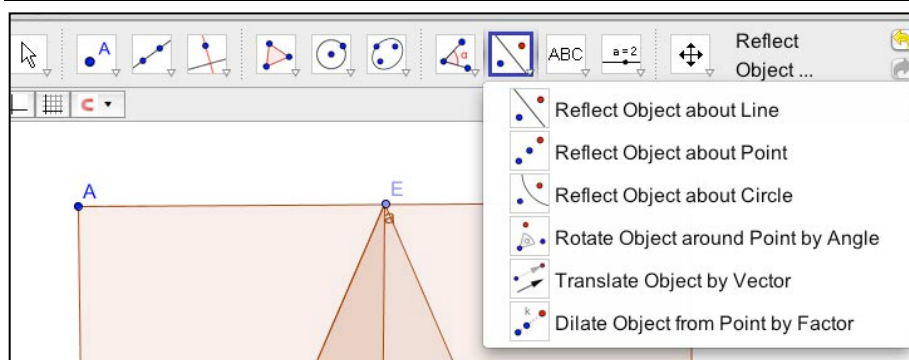 A
α
ABC
a=2
Reflect
Object ...
Reflect Object about Line
Reflect Object about Point
Reflect Object about Circle
α
Rotate Object around Point by Angle
Translate Object by Vector
k
Dilate Object from Point by Factor
A
E
a